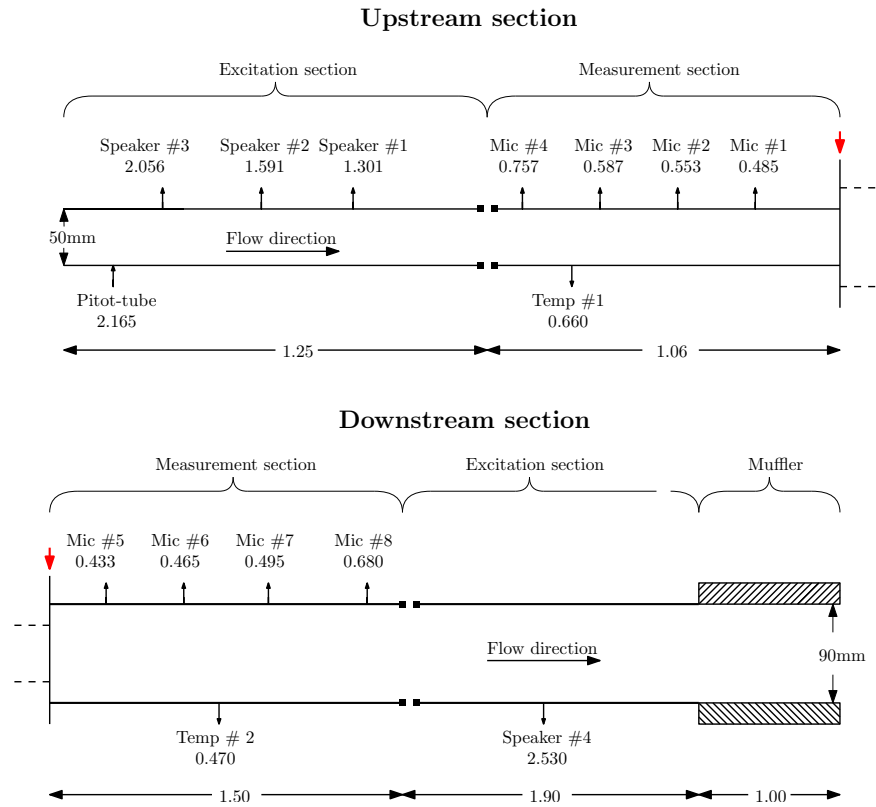 Upstream section
Excitation section
Measurement section
Speaker #3
2.056
Speaker #2
1.591
Speaker #1
1.301
Mic #4
0.757
Mic #3
0.587
Mic #2
0.553
Mic #1
0.485
50mm
Flow direction
Pitot-tube
2.165
Temp #1
0.660
1.25
1.06
Downstream section
Measurement section
Excitation section
Muffler
Mic #5
0.433
Mic #6
0.465
Mic #7
0.495
Mic #8
0.680
Flow direction
90mm
Temp # 2
0.470
Speaker #4
2.530
1.50
1.90
1.00